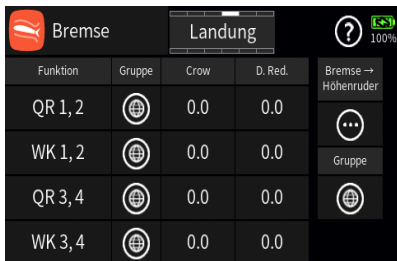 Bremse
Landung
?
100%
Funktion Gruppe Crow D. Red. Bremse →
Höhenruder
QR 1, 2 0.0 0.0
WK 1, 2 0.0 0.0
Gruppe
QR 3, 4 0.0 0.0
WK 3, 4 0.0 0.0